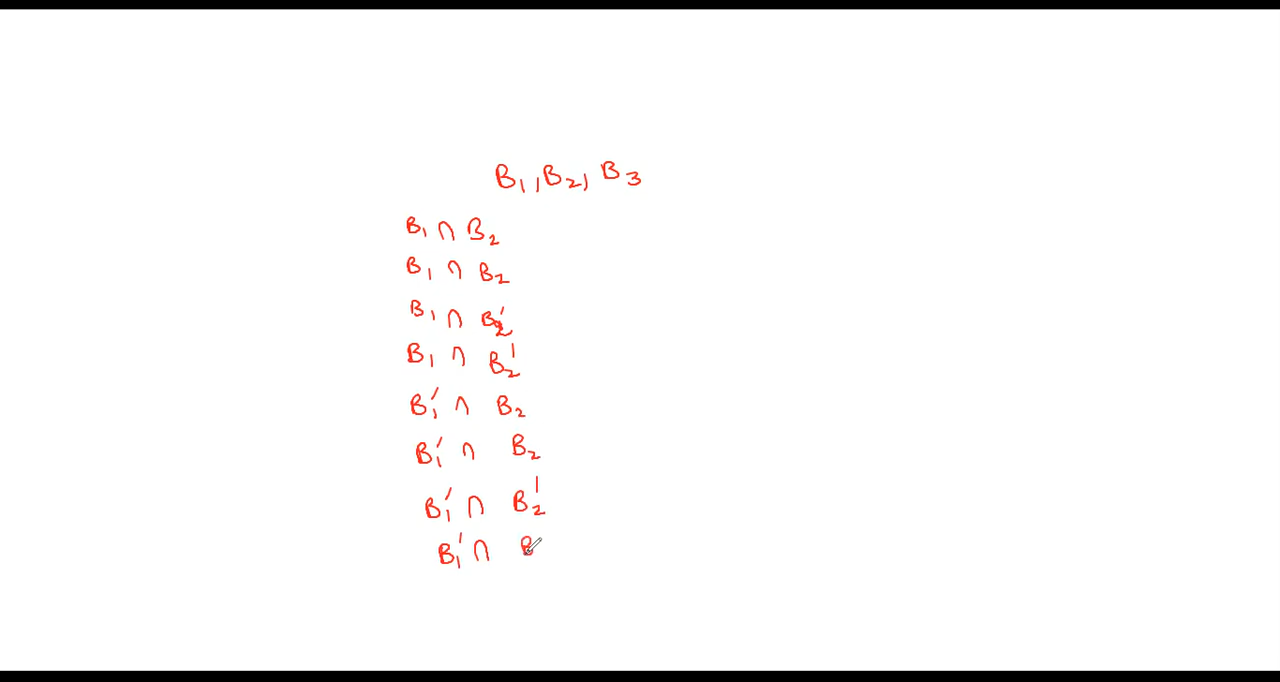 B₁, B₂, B₃
B₁ ∩ B₂
B₁ ∩ B₂
B₁ ∩ B₂'
B₁ ∩ B₂'
B₁' ∩ B₂
B₁' ∩ B₂
B₁' ∩ B₂'
B₁' ∩ B